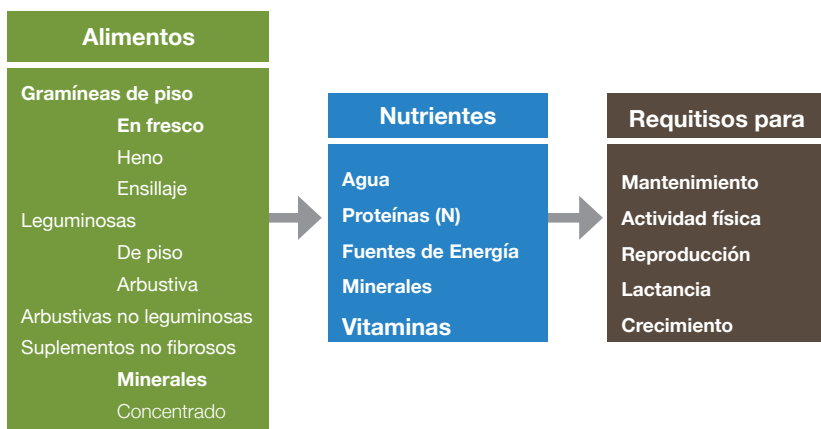 Alimentos
Gramíneas de piso
En fresco
Heno
Ensillaje
Leguminosas
De piso
Arbustiva
Arbustivas no leguminosas
Suplementos no fibrosos
Minerales
Concentrado
Nutrientes
Agua
Proteínas (N)
Fuentes de Energía
Minerales
Vitaminas
Requitisos para
Mantenimiento
Actividad física
Reproducción
Lactancia
Crecimiento